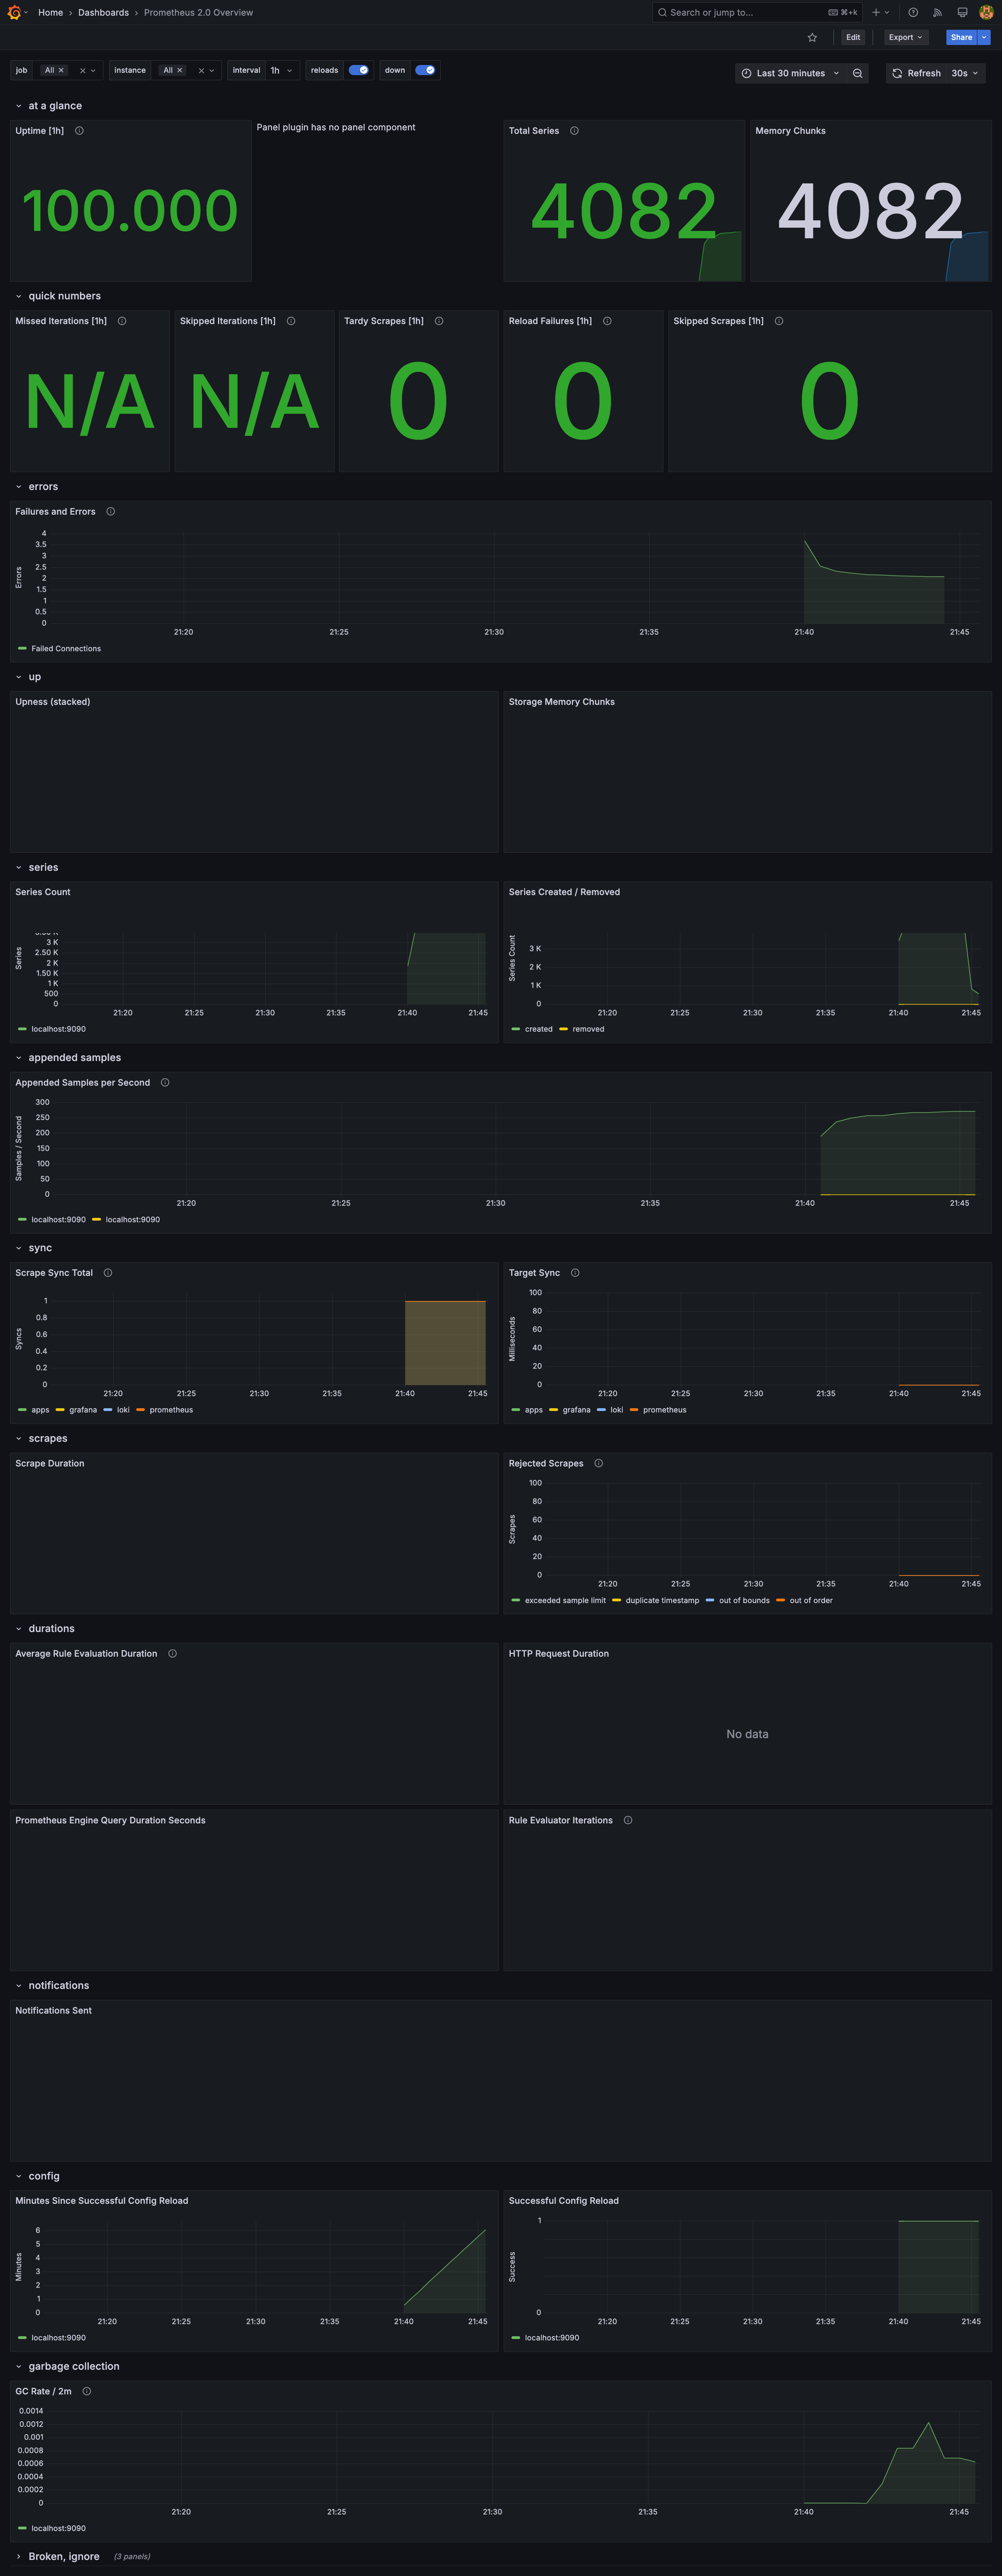 Home › Dashboards › Prometheus 2.0 Overview
Search or jump to... ⌘+k
Edit Export Share
job All instance All interval 1h reloads down
Last 30 minutes Refresh 30s
at a glance
Uptime [1h]
100.000
Panel plugin has no panel component
Total Series
4082
Memory Chunks
4082
quick numbers
Missed Iterations [1h]
N/A
Skipped Iterations [1h]
N/A
Tardy Scrapes [1h]
0
Reload Failures [1h]
0
Skipped Scrapes [1h]
0
errors
Failures and Errors
Errors
4
3.5
3
2.5
2
1.5
1
0.5
0
21:20 21:25 21:30 21:35 21:40 21:45
Failed Connections
up
Upness (stacked)
Storage Memory Chunks
series
Series Count
Series
3 K
2.50 K
2 K
1.50 K
1 K
500
0
21:20 21:25 21:30 21:35 21:40 21:45
localhost:9090
Series Created / Removed
Series Count
3 K
2 K
1 K
0
21:20 21:25 21:30 21:35 21:40 21:45
created removed
appended samples
Appended Samples per Second
Samples / Second
300
250
200
150
100
50
0
21:20 21:25 21:30 21:35 21:40 21:45
localhost:9090 localhost:9090
sync
Scrape Sync Total
Syncs
1
0.8
0.6
0.4
0.2
0
21:20 21:25 21:30 21:35 21:40 21:45
apps grafana loki prometheus
Target Sync
Milliseconds
100
80
60
40
20
0
21:20 21:25 21:30 21:35 21:40 21:45
apps grafana loki prometheus
scrapes
Scrape Duration
Rejected Scrapes
Scrapes
100
80
60
40
20
0
21:20 21:25 21:30 21:35 21:40 21:45
exceeded sample limit duplicate timestamp out of bounds out of order
durations
Average Rule Evaluation Duration
HTTP Request Duration
No data
Prometheus Engine Query Duration Seconds
Rule Evaluator Iterations
notifications
Notifications Sent
config
Minutes Since Successful Config Reload
Minutes
6
5
4
3
2
1
0
21:20 21:25 21:30 21:35 21:40 21:45
localhost:9090
Successful Config Reload
Success
1
0
21:20 21:25 21:30 21:35 21:40 21:45
localhost:9090
garbage collection
GC Rate / 2m
0.0014
0.0012
0.001
0.0008
0.0006
0.0004
0.0002
0
21:20 21:25 21:30 21:35 21:40 21:45
localhost:9090
Broken, ignore (3 panels)